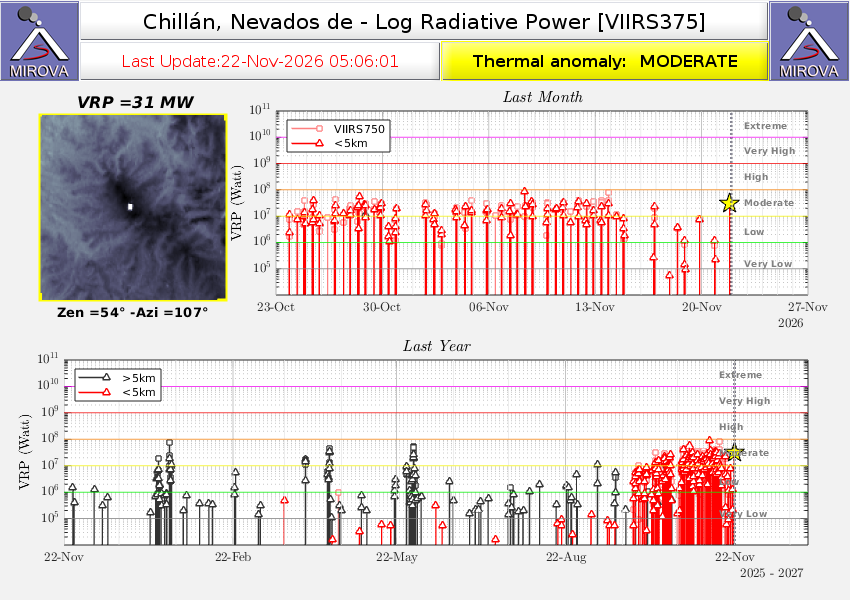 Chillán, Nevados de - Log Radiative Power [VIIRS375]
MIROVA
MIROVA
Last Update:22-Nov-2026 05:06:01
Thermal anomaly: MODERATE
VRP =31 MW
Zen =54° -Azi =107°
Last Month
VRP (Watt)
10¹¹
10¹⁰
10⁹
10⁸
10⁷
10⁶
10⁵
VIIRS750
<5km
Extreme
Very High
High
Moderate
Low
Very Low
23-Oct
30-Oct
06-Nov
13-Nov
20-Nov
27-Nov
2026
Last Year
VRP (Watt)
10¹¹
10¹⁰
10⁹
10⁸
10⁷
10⁶
10⁵
>5km
<5km
Extreme
Very High
High
Moderate
Low
Very Low
22-Nov
22-Feb
22-May
22-Aug
22-Nov
2025 - 2027